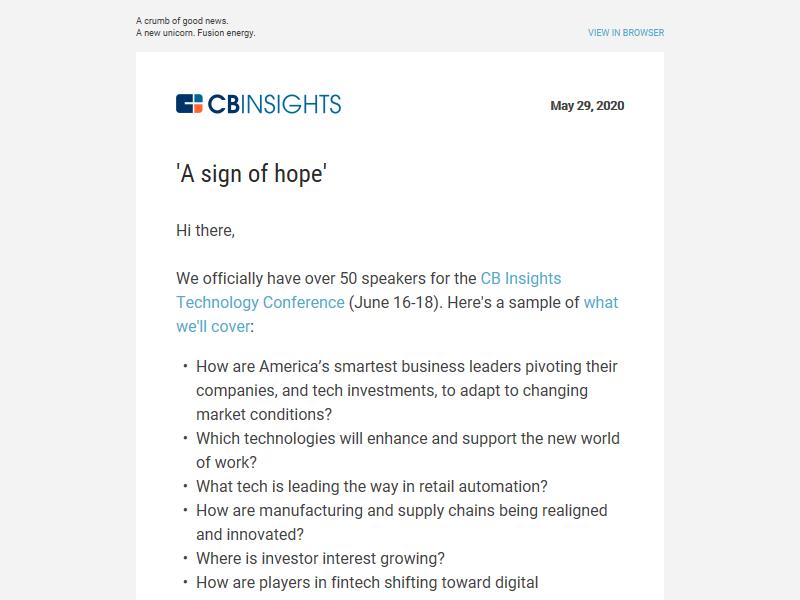 A crumb of good news.
A new unicorn. Fusion energy.
VIEW IN BROWSER
CBINSIGHTS
May 29, 2020
'A sign of hope'
Hi there,
We officially have over 50 speakers for the CB Insights
Technology Conference (June 16-18). Here's a sample of what
we'll cover:
• How are America’s smartest business leaders pivoting their
companies, and tech investments, to adapt to changing
market conditions?
• Which technologies will enhance and support the new world
of work?
• What tech is leading the way in retail automation?
• How are manufacturing and supply chains being realigned
and innovated?
• Where is investor interest growing?
• How are players in fintech shifting toward digital